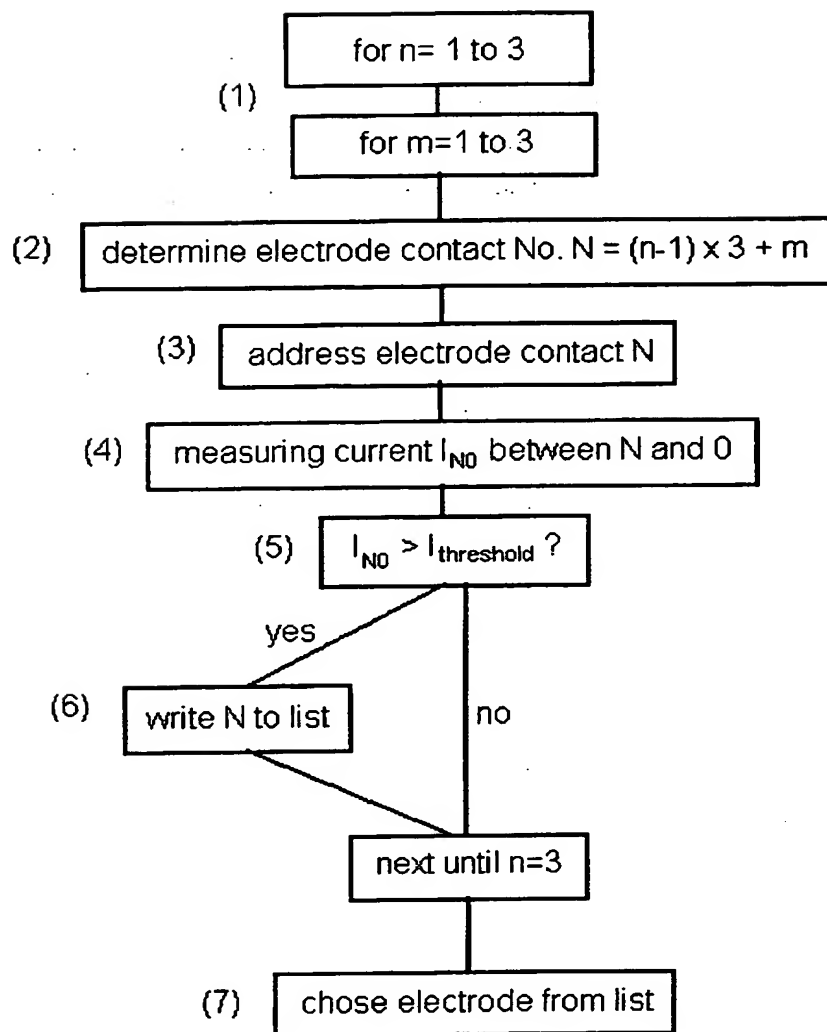 for n= 1 to 3
(1)
for m=1 to 3
(2) determine electrode contact No. N = (n-1) x 3 + m
(3) address electrode contact N
(4) measuring current I_N0 between N and 0
(5) I_N0 > I_threshold ?
yes
(6) write N to list
no
next until n=3
(7) chose electrode from list